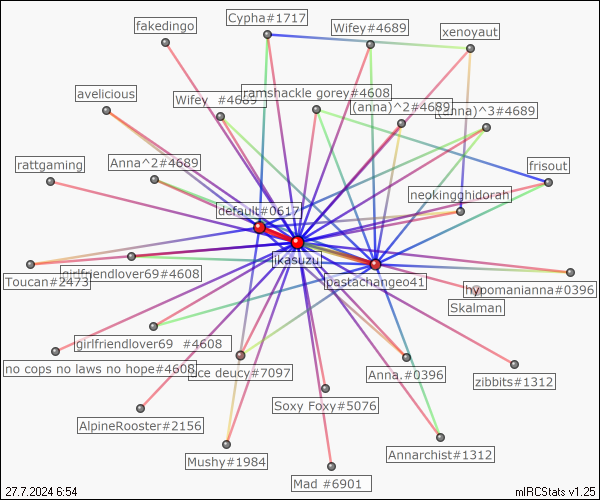 fakedingo
Cypha#1717
Wifey#4689
xenoyaut
avelicious
Wifey #4689
ramshackle gorey#4608
(anna)^2#4689
nna)^3#4689
rattgaming
Anna^2#4689
frisout
neokingghidorah
default#0617
ikasuzu
pastachangeo41
Toucan#2473
girlfriendlover69#4608
hypomanianna#0396
Skalman
girlfriendlover69 #4608
no cops no laws no hope#4608
uce deucy#7097
Anna.#0396
zibbits#1312
Soxy Foxy#5076
AlpineRooster#2156
Mushy#1984
Annarchist#1312
Mad #6901
27.7.2024 6:54
mIRCStats v1.25